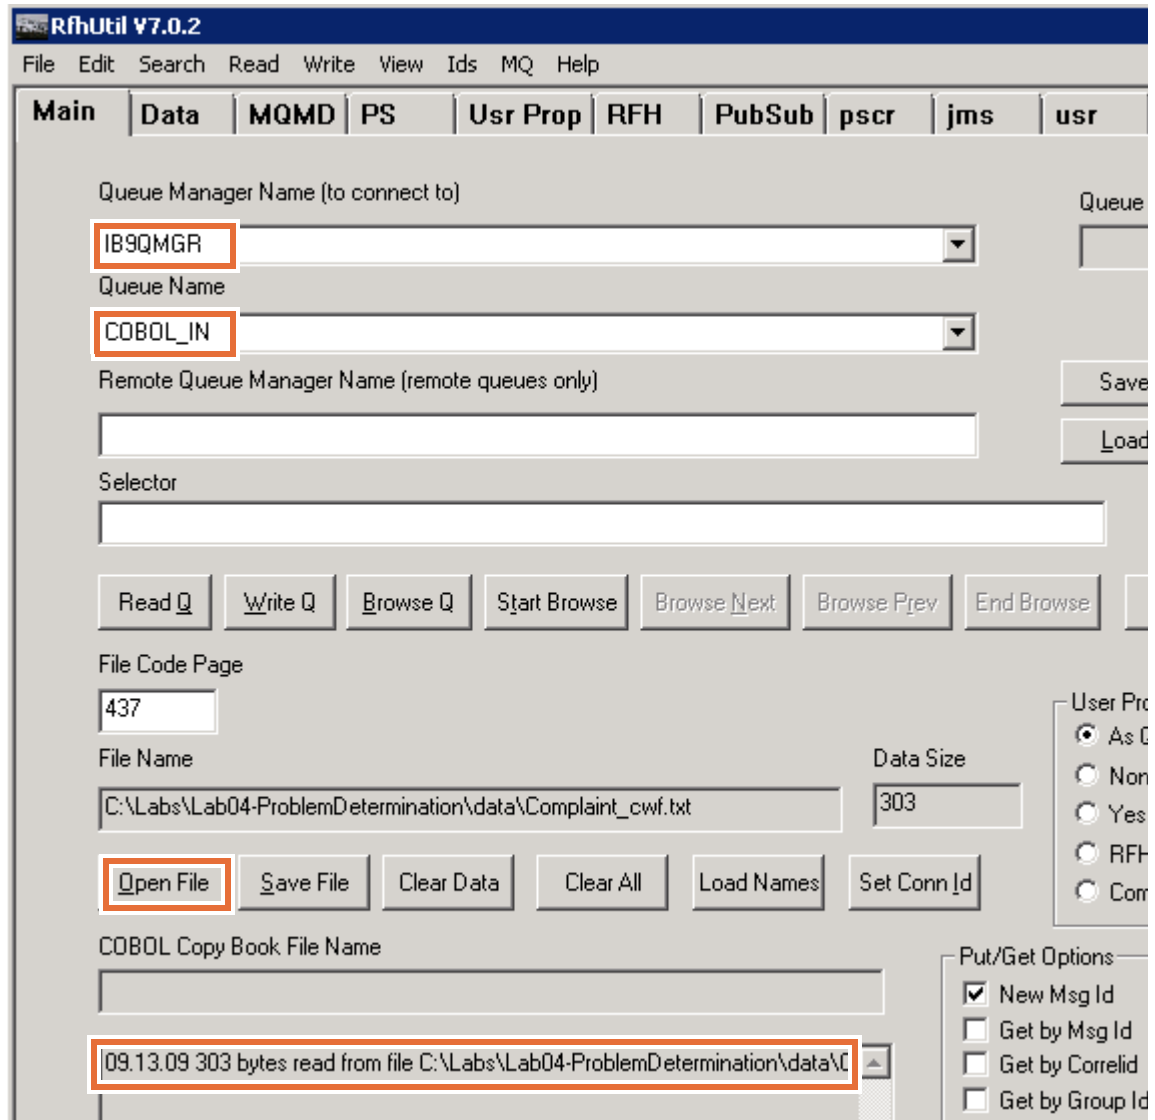 RfhUtil V7.0.2
File Edit Search Read Write View Ids MQ Help
Main Data MQMD PS Usr Prop RFH PubSub pscr jms usr
Queue Manager Name (to connect to)
Queue
IB9QMGR
Queue Name
COBOL_IN
Remote Queue Manager Name (remote queues only)
Save
Load
Selector
Read Q Write Q Browse Q Start Browse Browse Next Browse Prev End Browse
File Code Page
437
User Pro
As Q
Non
Yes
RFH
Com
File Name
Data Size
C:\Labs\Lab04-ProblemDetermination\data\Complaint_cwf.txt
303
Open File Save File Clear Data Clear All Load Names Set Conn Id
COBOL Copy Book File Name
Put/Get Options
New Msg Id
Get by Msg Id
Get by Correlid
Get by Group Id
09.13.09 303 bytes read from file C:\Labs\Lab04-ProblemDetermination\data\C